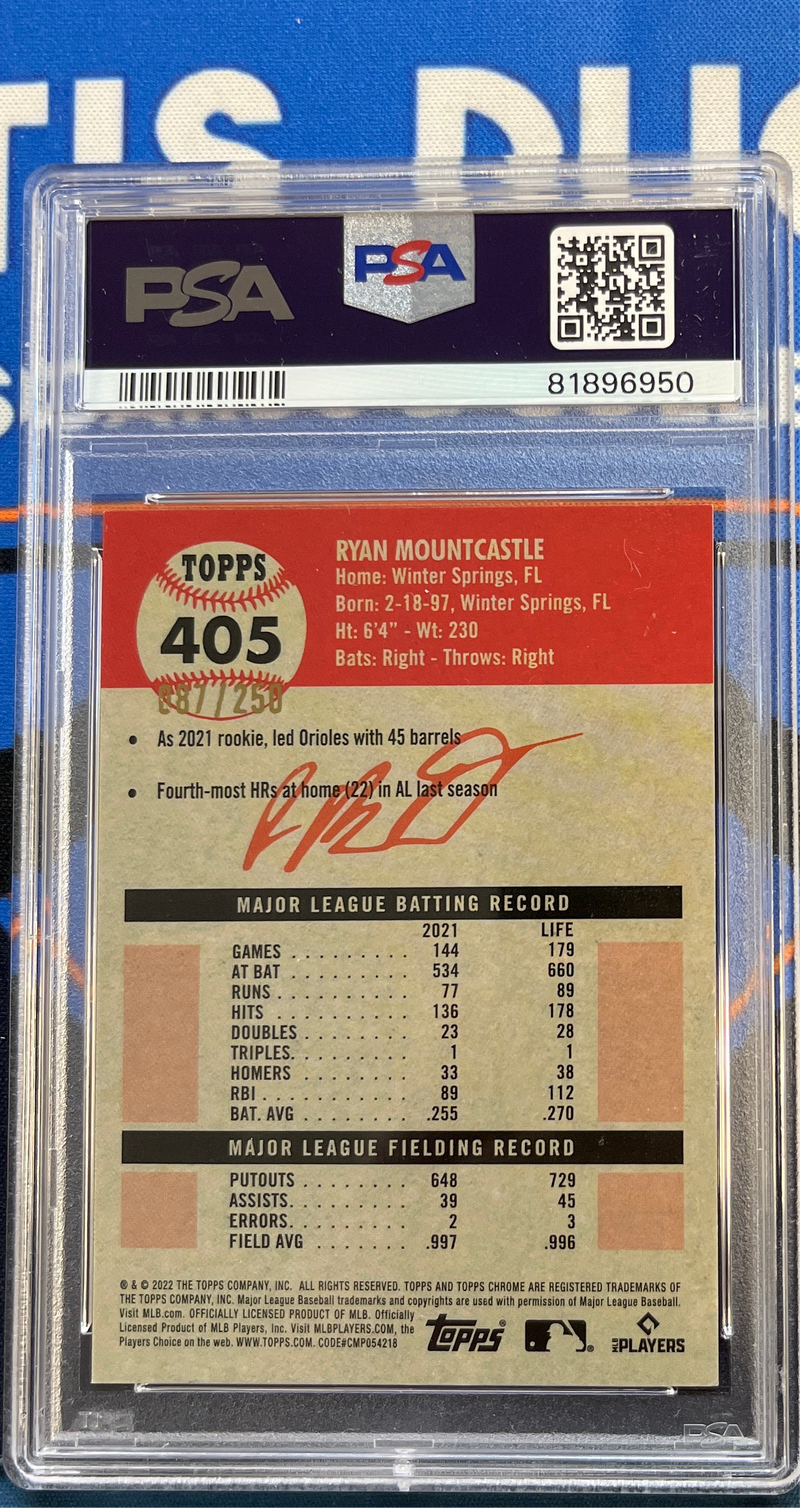 PSA
PSA
81896950
TOPPS
405
087/250
RYAN MOUNTCASTLE
Home: Winter Springs, FL
Born: 2-18-97, Winter Springs, FL
Ht: 6'4" - Wt: 230
Bats: Right - Throws: Right
• As 2021 rookie, led Orioles with 45 barrels
• Fourth-most HRs at home (22) in AL last season
MAJOR LEAGUE BATTING RECORD
2021 LIFE
GAMES . . . . . . . . . 144 179
AT BAT . . . . . . . . . . 534 660
RUNS . . . . . . . . . . 77 89
HITS . . . . . . . . . . . 136 178
DOUBLES . . . . . . . . 23 28
TRIPLES. . . . . . . . . 1 1
HOMERS . . . . . . . . 33 38
RBI . . . . . . . . . . . 89 112
BAT. AVG . . . . . . . . .255 .270
MAJOR LEAGUE FIELDING RECORD
PUTOUTS . . . . . . . . 648 729
ASSISTS. . . . . . . . . 39 45
ERRORS. . . . . . . . . 2 3
FIELD AVG . . . . . . . .997 .996
® & © 2022 THE TOPPS COMPANY, INC. ALL RIGHTS RESERVED. TOPPS AND TOPPS CHROME ARE REGISTERED TRADEMARKS OF
THE TOPPS COMPANY, INC. Major League Baseball trademarks and copyrights are used with permission of Major League Baseball.
Visit MLB.com. OFFICIALLY LICENSED PRODUCT OF MLB. Officially
Licensed Product of MLB Players, Inc. Visit MLBPLAYERS.COM, the
Players Choice on the web. WWW.TOPPS.COM. CODE#CMP054218
topps® ® MLB PLAYERS
PSA